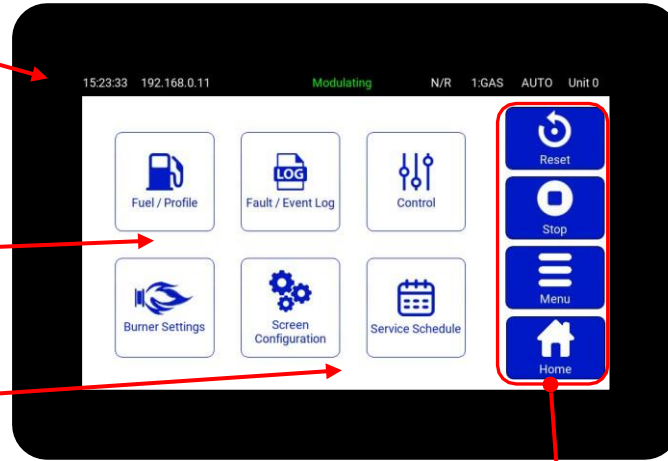 15:23:33 192.168.0.11 Modulating N/R 1:GAS AUTO Unit 0
Reset
Fuel / Profile
LOG
Fault / Event Log
Control
Stop
Menu
Burner Settings
Screen
Configuration
Service Schedule
Home